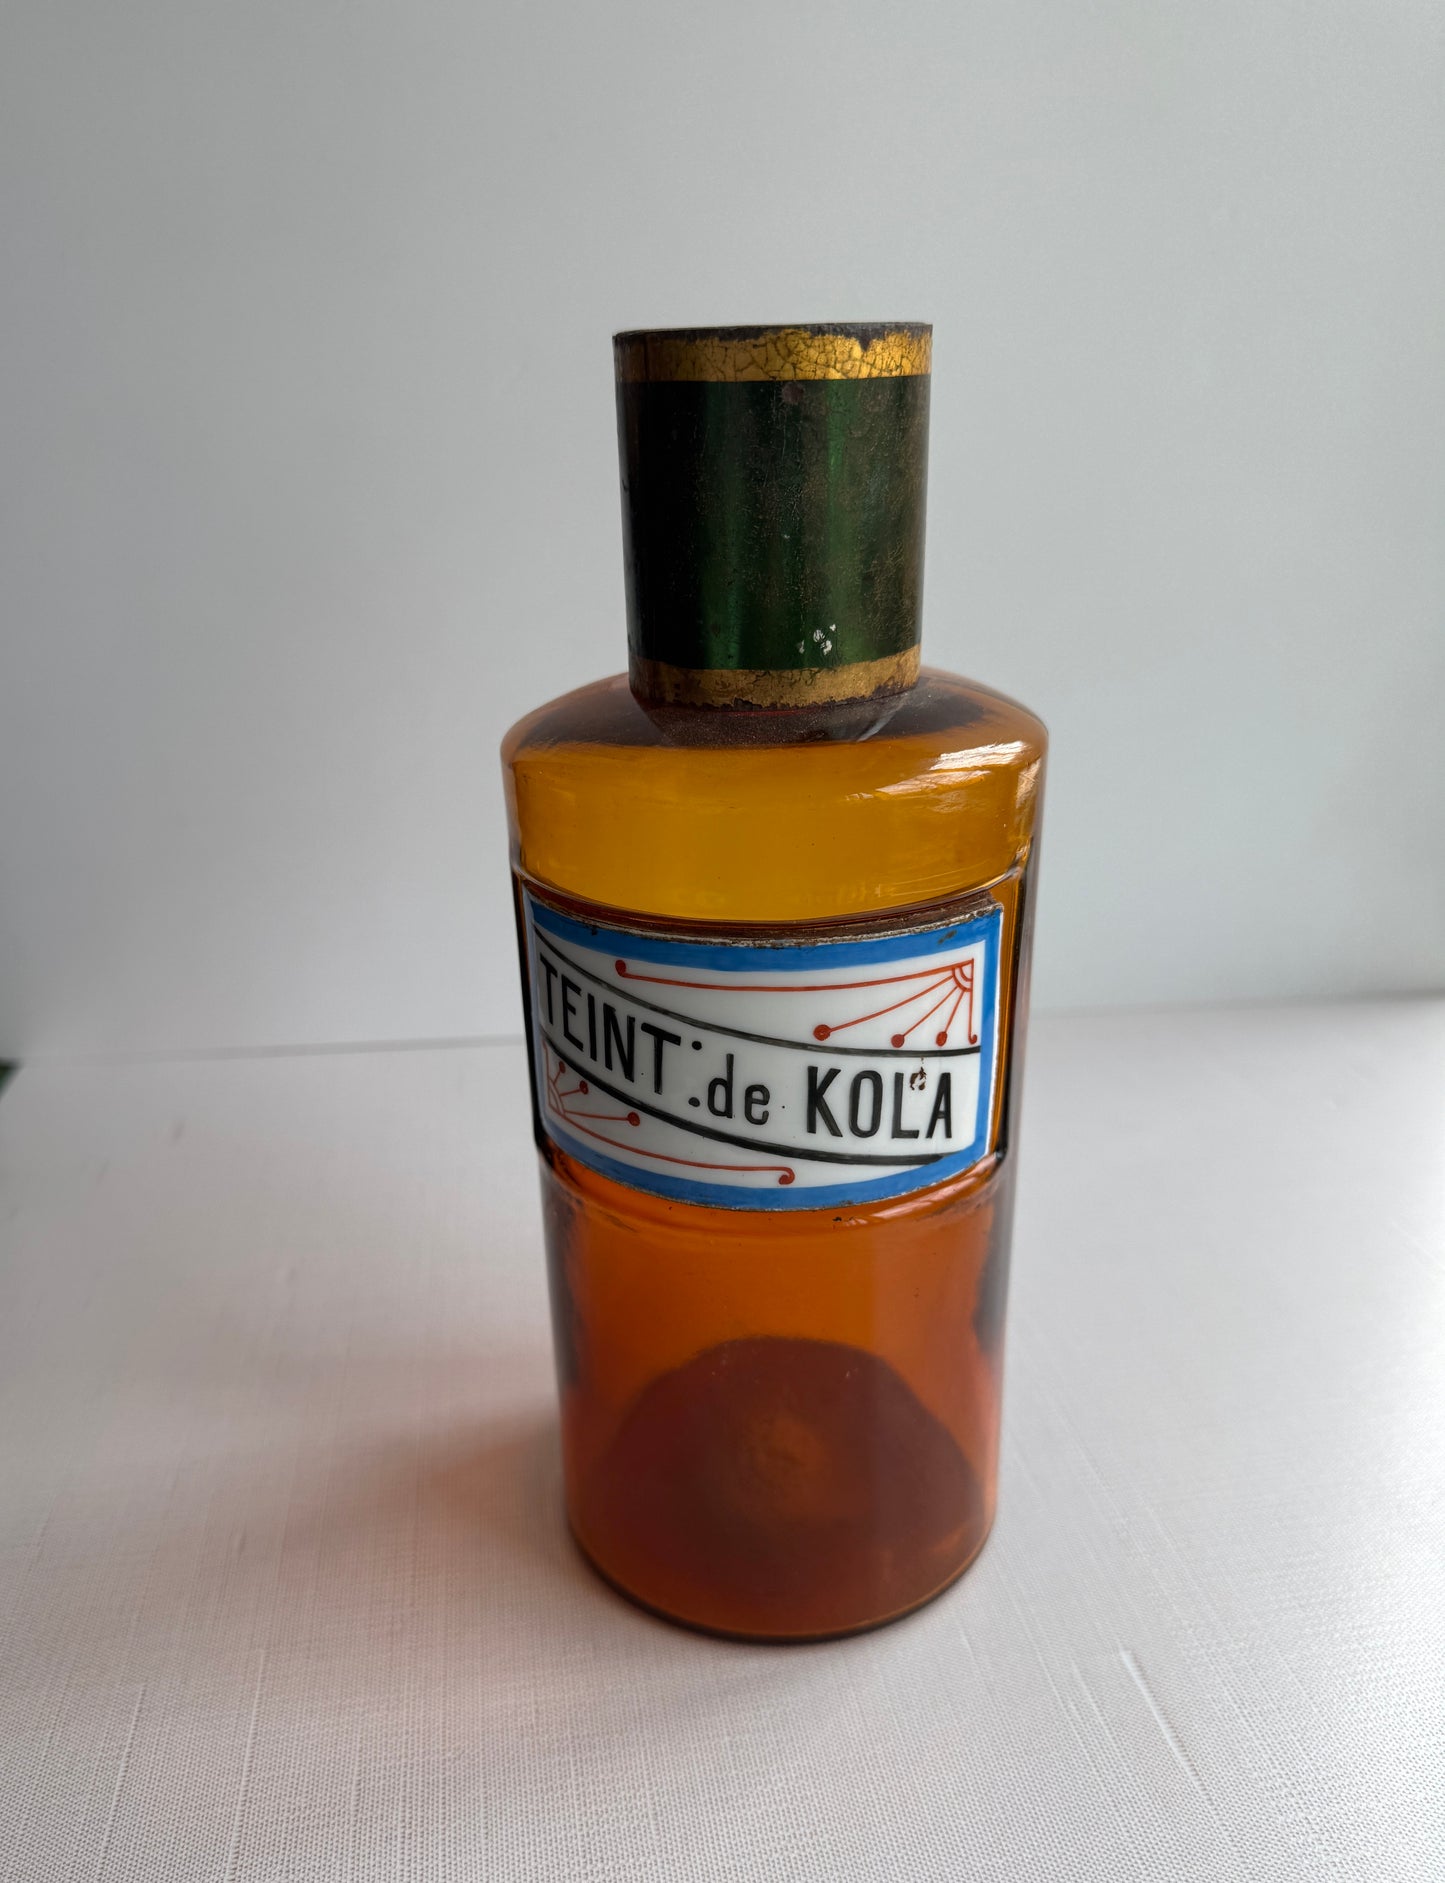 TEINT: de KOLA